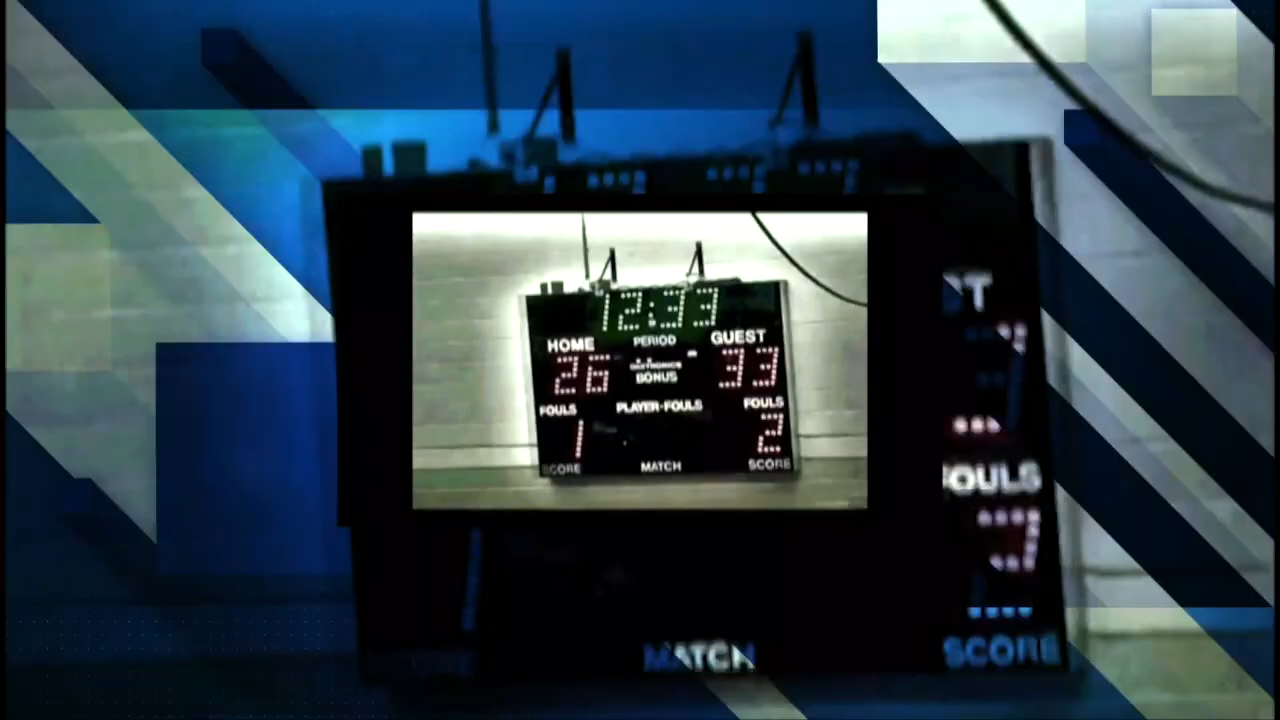 12:33
HOME PERIOD GUEST
26 33
DAKTRONICS
BONUS
FOULS PLAYER-FOULS FOULS
1 2
SCORE MATCH SCORE
FOULS
MATCH SCORE